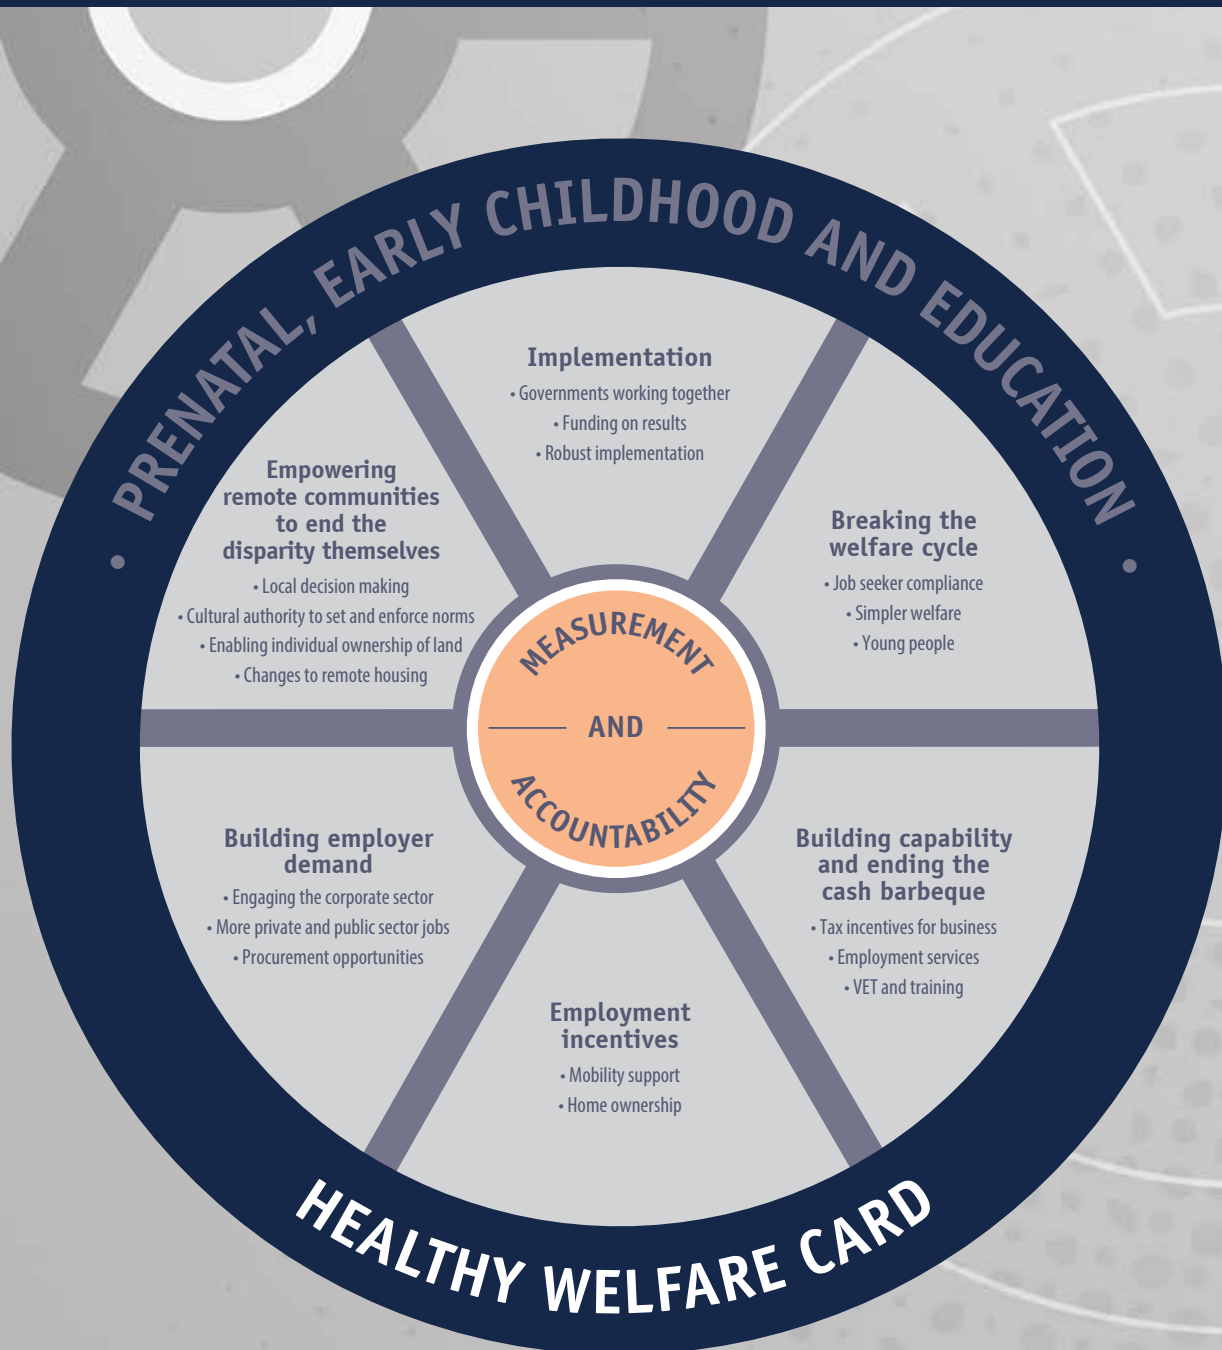 • PRENATAL, EARLY CHILDHOOD AND EDUCATION •
Implementation
• Governments working together
• Funding on results
• Robust implementation
Empowering
remote communities
to end the
disparity themselves
• Local decision making
• Cultural authority to set and enforce norms
• Enabling individual ownership of land
• Changes to remote housing
Breaking the
welfare cycle
• Job seeker compliance
• Simpler welfare
• Young people
MEASUREMENT
AND
ACCOUNTABILITY
Building employer
demand
• Engaging the corporate sector
• More private and public sector jobs
• Procurement opportunities
Building capability
and ending the
cash barbeque
• Tax incentives for business
• Employment services
• VET and training
Employment
incentives
• Mobility support
• Home ownership
HEALTHY WELFARE CARD